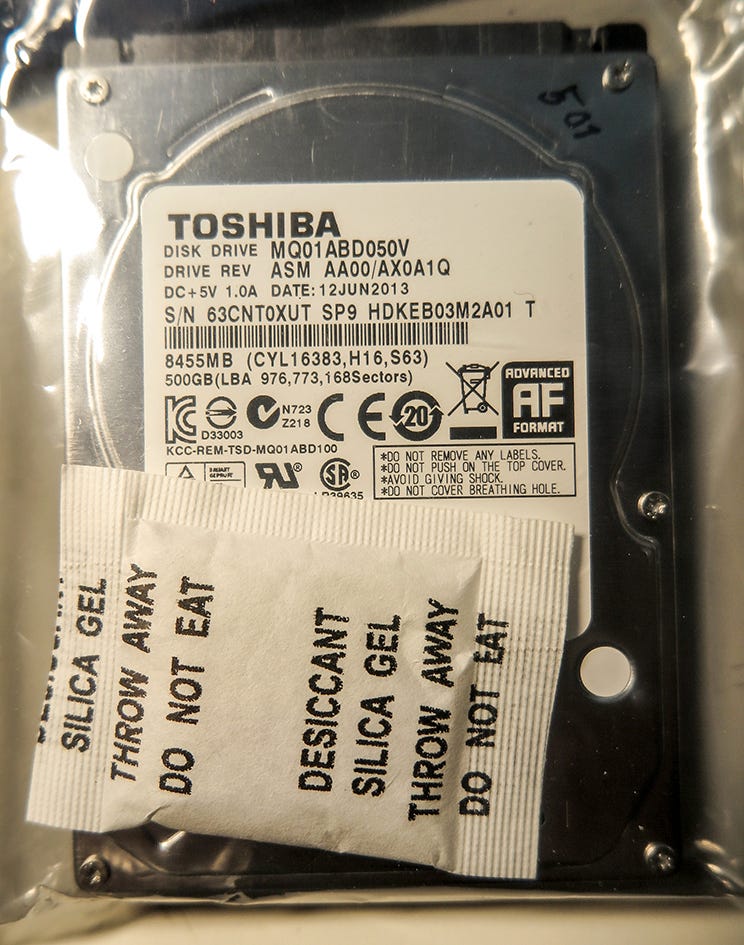 501
TOSHIBA
DISK DRIVE MQ01ABD050V
DRIVE REV ASM AA00/AX0A1Q
DC+5V 1.0A DATE:12JUN2013
S/N 63CNT0XUT SP9 HDKEB03M2A01 T
8455MB (CYL16383,H16,S63)
500GB(LBA 976,773,168Sectors)
ADVANCED
AF
FORMAT
D33003
N723
Z218
CE
20
KCC-REM-TSD-MQ01ABD100
*DO NOT REMOVE ANY LABELS.
*DO NOT PUSH ON THE TOP COVER.
*AVOID GIVING SHOCK.
*DO NOT COVER BREATHING HOLE.
SILICA GEL
THROW AWAY
DO NOT EAT
DESICCANT
SILICA GEL
THROW AWAY
DO NOT EAT